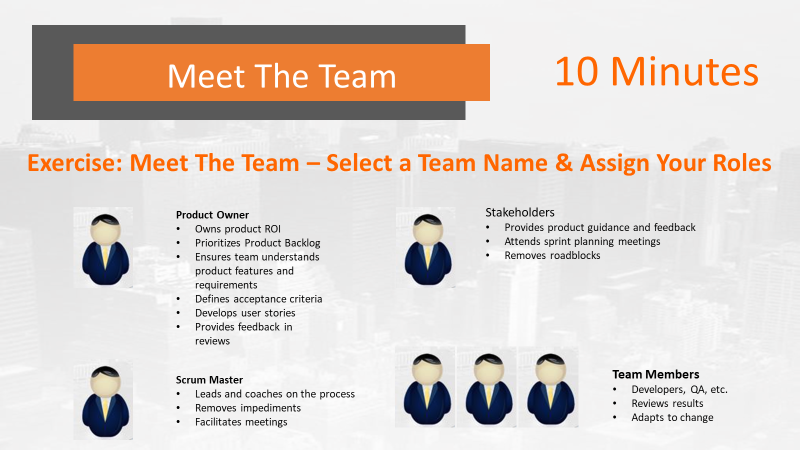 Meet The Team
10 Minutes
Exercise: Meet The Team – Select a Team Name & Assign Your Roles
Product Owner
• Owns product ROI
• Prioritizes Product Backlog
• Ensures team understands
product features and
requirements
• Defines acceptance criteria
• Develops user stories
• Provides feedback in
reviews
Stakeholders
• Provides product guidance and feedback
• Attends sprint planning meetings
• Removes roadblocks
Scrum Master
• Leads and coaches on the process
• Removes impediments
• Facilitates meetings
Team Members
• Developers, QA, etc.
• Reviews results
• Adapts to change